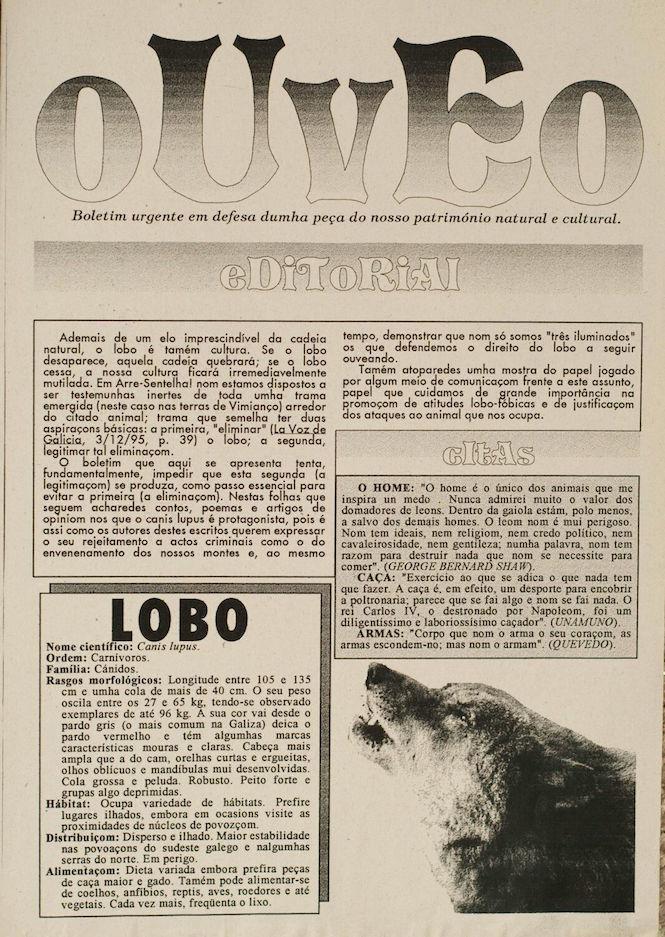 oUvEo
Boletim urgente em defesa dumha peça do nosso património natural e cultural.
eDiToRiAl
Ademais de um elo imprescindível da cadeia
natural, o lobo é tamém cultura. Se o lobo
desaparece, aquela cadeia quebrará; se o lobo
cessa, a nossa cultura ficará irremediavelmente
mutilada. Em Arre-Sentelha! nom estamos dispostos a
ser testemunhas inertes de toda umha trama
emergida (neste caso nas terras de Vimianço) arredor
do citado animal; trama que semelha ter duas
aspiraçons básicas: a primeira, "eliminar" (La Voz de
Galicia, 3/12/95, p. 39) o lobo; a segunda,
legitimar tal eliminaçom.
O boletim que aqui se apresenta tenta,
fundamentalmente, impedir que esta segunda (a
legitimaçom) se produza, como passo essencial para
evitar a primeira (a eliminaçom). Nestas folhas que
seguem acharedes contos, poemas e artigos de
opiniom nos que o canis lupus é protagonista, pois é
assi como os autores destes escritos querem expressar
o seu rejeitamento a actos criminais como o do
envenenamento dos nossos montes e, ao mesmo
tempo, demonstrar que nom só somos "três iluminados"
os que defendemos o direito do lobo a seguir
ouveando.
Tamém atoparedes umha mostra do papel jogado
por algum meio de comunicaçom frente a este assunto,
papel que cuidamos de grande importância na
promoçom de atitudes lobo-fóbicas e de justificaçom
dos ataques ao animal que nos ocupa.
cItAs
O HOME: "O home é o único dos animais que me
inspira um medo . Nunca admirei muito o valor dos
domadores de leons. Dentro da gaiola estám, polo menos,
a salvo dos demais homes. O leom nom é mui perigoso.
Nom tem ideais, nem religiom, nem credo político, nem
cavaleirosidade, nem gentileza; numha palavra, nom tem
razom para destruir nada que nom se necessite para
comer". (GEORGE BERNARD SHAW).
CAÇA: "Exercício ao que se adica o que nada tem
que fazer. A caça é, em efeito, um desporte para encobrir
a poltronaria; parece que se fai algo e nom se fai nada. O
rei Carlos IV, o destronado por Napoleom, foi um
diligentíssimo e laboriossísimo caçador". (UNAMUNO).
ARMAS: "Corpo que nom o arma o seu coraçom, as
armas escondem-no; mas nom o armam". (QUEVEDO).
LOBO
Nome científico: Canis lupus.
Ordem: Carnívoros.
Família: Cánidos.
Rasgos morfológicos: Longitude entre 105 e 135
cm e umha cola de mais de 40 cm. O seu peso
oscila entre os 27 e 65 kg, tendo-se observado
exemplares de até 96 kg. A sua cor vai desde o
pardo gris (o mais comum na Galiza) deica o
pardo vermelho e tém algumhas marcas
características mouras e claras. Cabeça mais
ampla que a do cam, orelhas curtas e ergueitas,
olhos oblícuos e mandíbulas mui desenvolvidas.
Cola grossa e peluda. Robusto. Peito forte e
grupas algo deprimidas.
Hábitat: Ocupa variedade de hábitats. Prefire
lugares ilhados, embora em ocasions visite as
proximidades de núcleos de povozçom.
Distribuiçom: Disperso e ilhado. Maior estabilidade
nas povoaçons do sudeste galego e nalgumhas
serras do norte. Em perigo.
Alimentaçom: Dieta variada embora prefira peças
de caça maior e gado. Tamém pode alimentar-se
de coelhos, anfíbios, reptis, aves, roedores e até
vegetais. Cada vez mais, freqüenta o lixo.